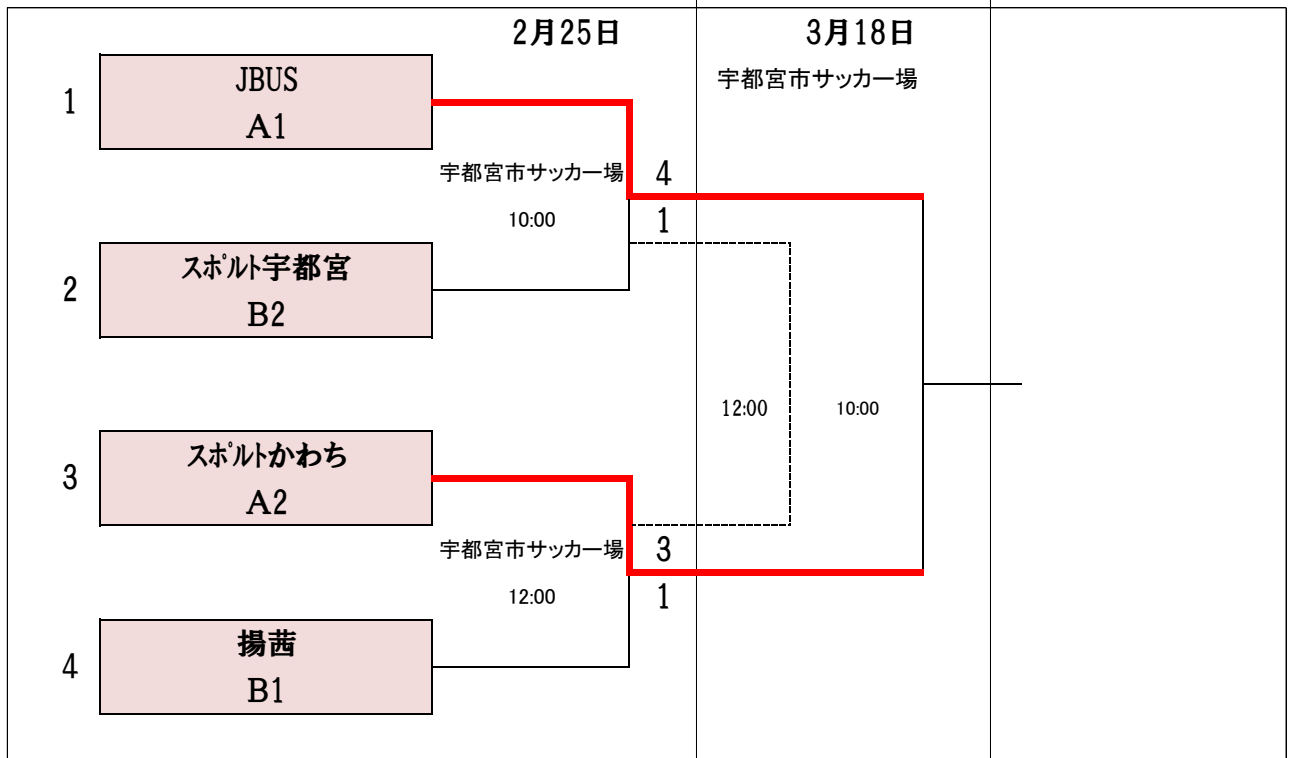 2月25日
3月18日
宇都宮市サッカー場
1
JBUS
A1
宇都宮市サッカー場
4
10:00
1
2
スポルト宇都宮
B2
12:00
10:00
3
スポルトかわち
A2
宇都宮市サッカー場
3
12:00
1
4
揚茜
B1